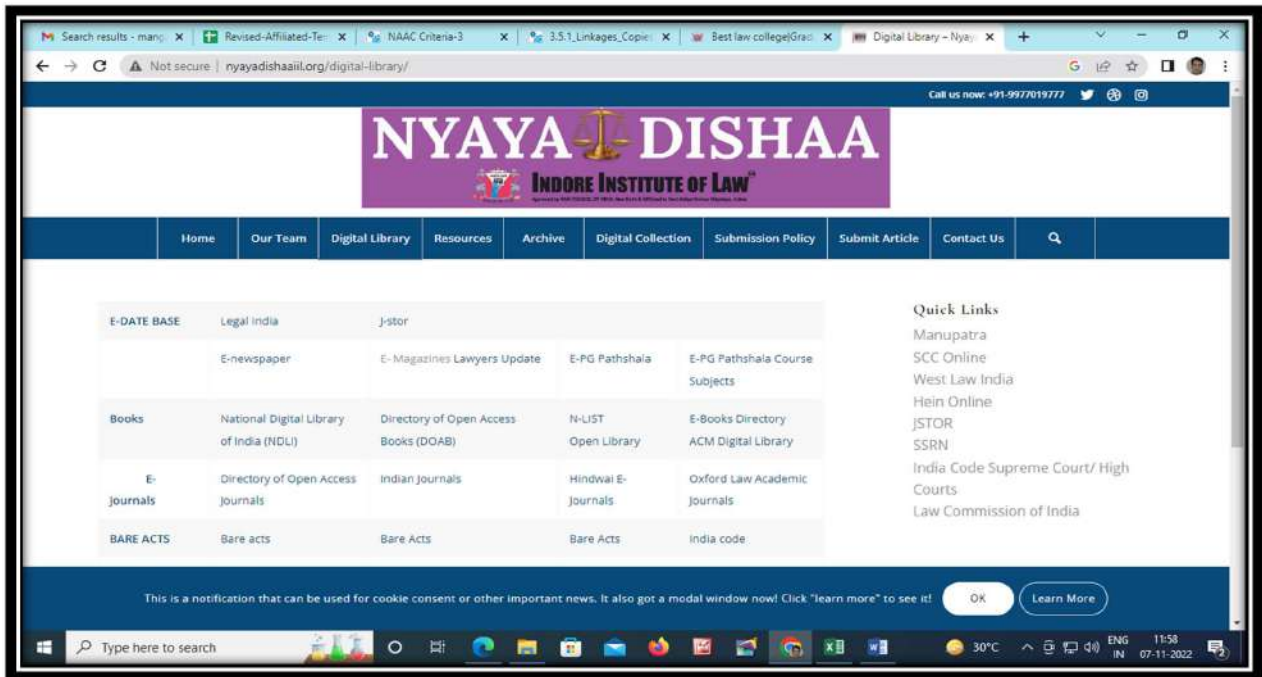 Search results - mang
Revised-Affiliated-Te
NAAC Criteria-3
3.5.1_Linkages_Copie
Best law college|Grad
Digital Library – Nyay
Not secure | nyayadishaaiil.org/digital-library/
Call us now: +91-9977019777
NYAYA DISHAA
INDORE INSTITUTE OF LAW
Home Our Team Digital Library Resources Archive Digital Collection Submission Policy Submit Article Contact Us
E-DATE BASE Legal India J-stor
E-newspaper E- Magazines Lawyers Update E-PG Pathshala E-PG Pathshala Course
Subjects
Books National Digital Library Directory of Open Access N-LIST E-Books Directory
of India (NDLI) Books (DOAB) Open Library ACM Digital Library
E- Directory of Open Access Indian Journals Hindwai E- Oxford Law Academic
Journals Journals Journals Journals
BARE ACTS Bare acts Bare Acts Bare Acts India code
Quick Links
Manupatra
SCC Online
West Law India
Hein Online
JSTOR
SSRN
India Code Supreme Court/ High
Courts
Law Commission of India
This is a notification that can be used for cookie consent or other important news. It also got a modal window now! Click "learn more" to see it!
OK
Learn More
Type here to search
30°C
ENG
IN
11:58
07-11-2022